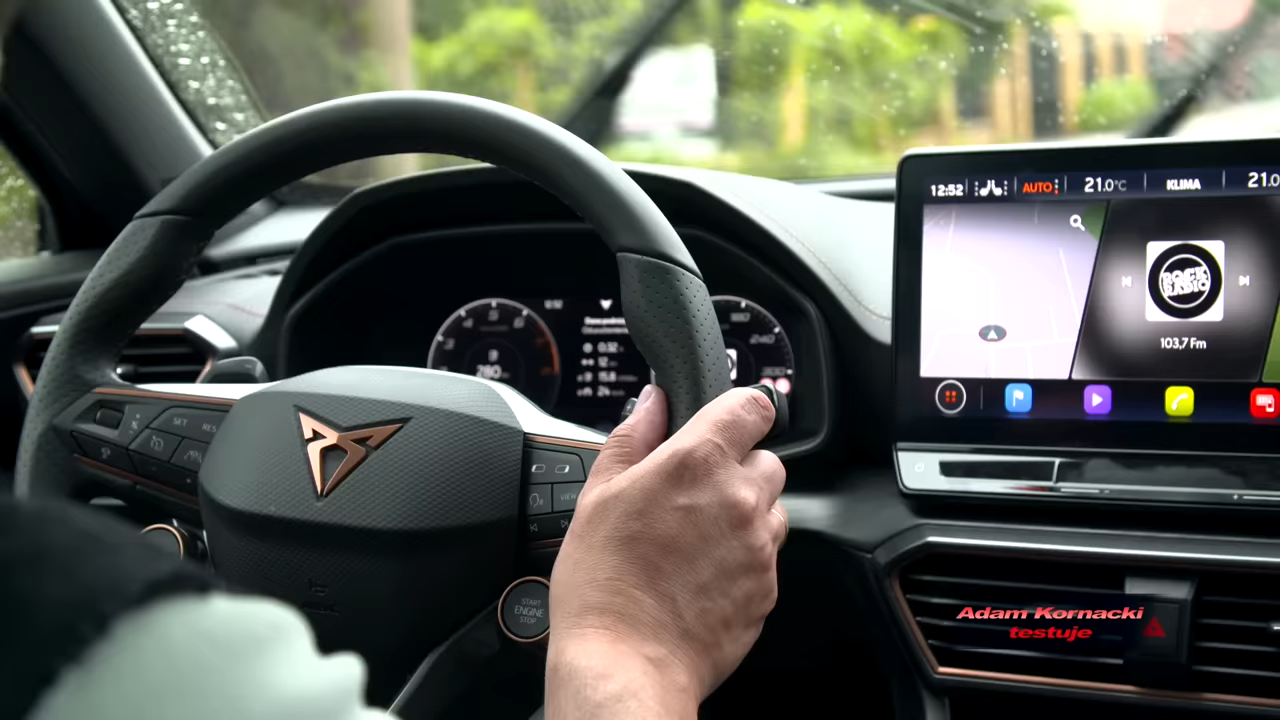 12:52
AUTO
21.0°C
KLIMA
21.0
ROCK
RADIO
103,7 Fm
SET
RES
VIEW
START
ENGINE
STOP
Adam Kornacki
testuje